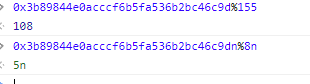 > 0x3b89844e0acccf6b5fa536b2bc46c9d%155
< 108
> 0x3b89844e0acccf6b5fa536b2bc46c9dn%8n
< 5n